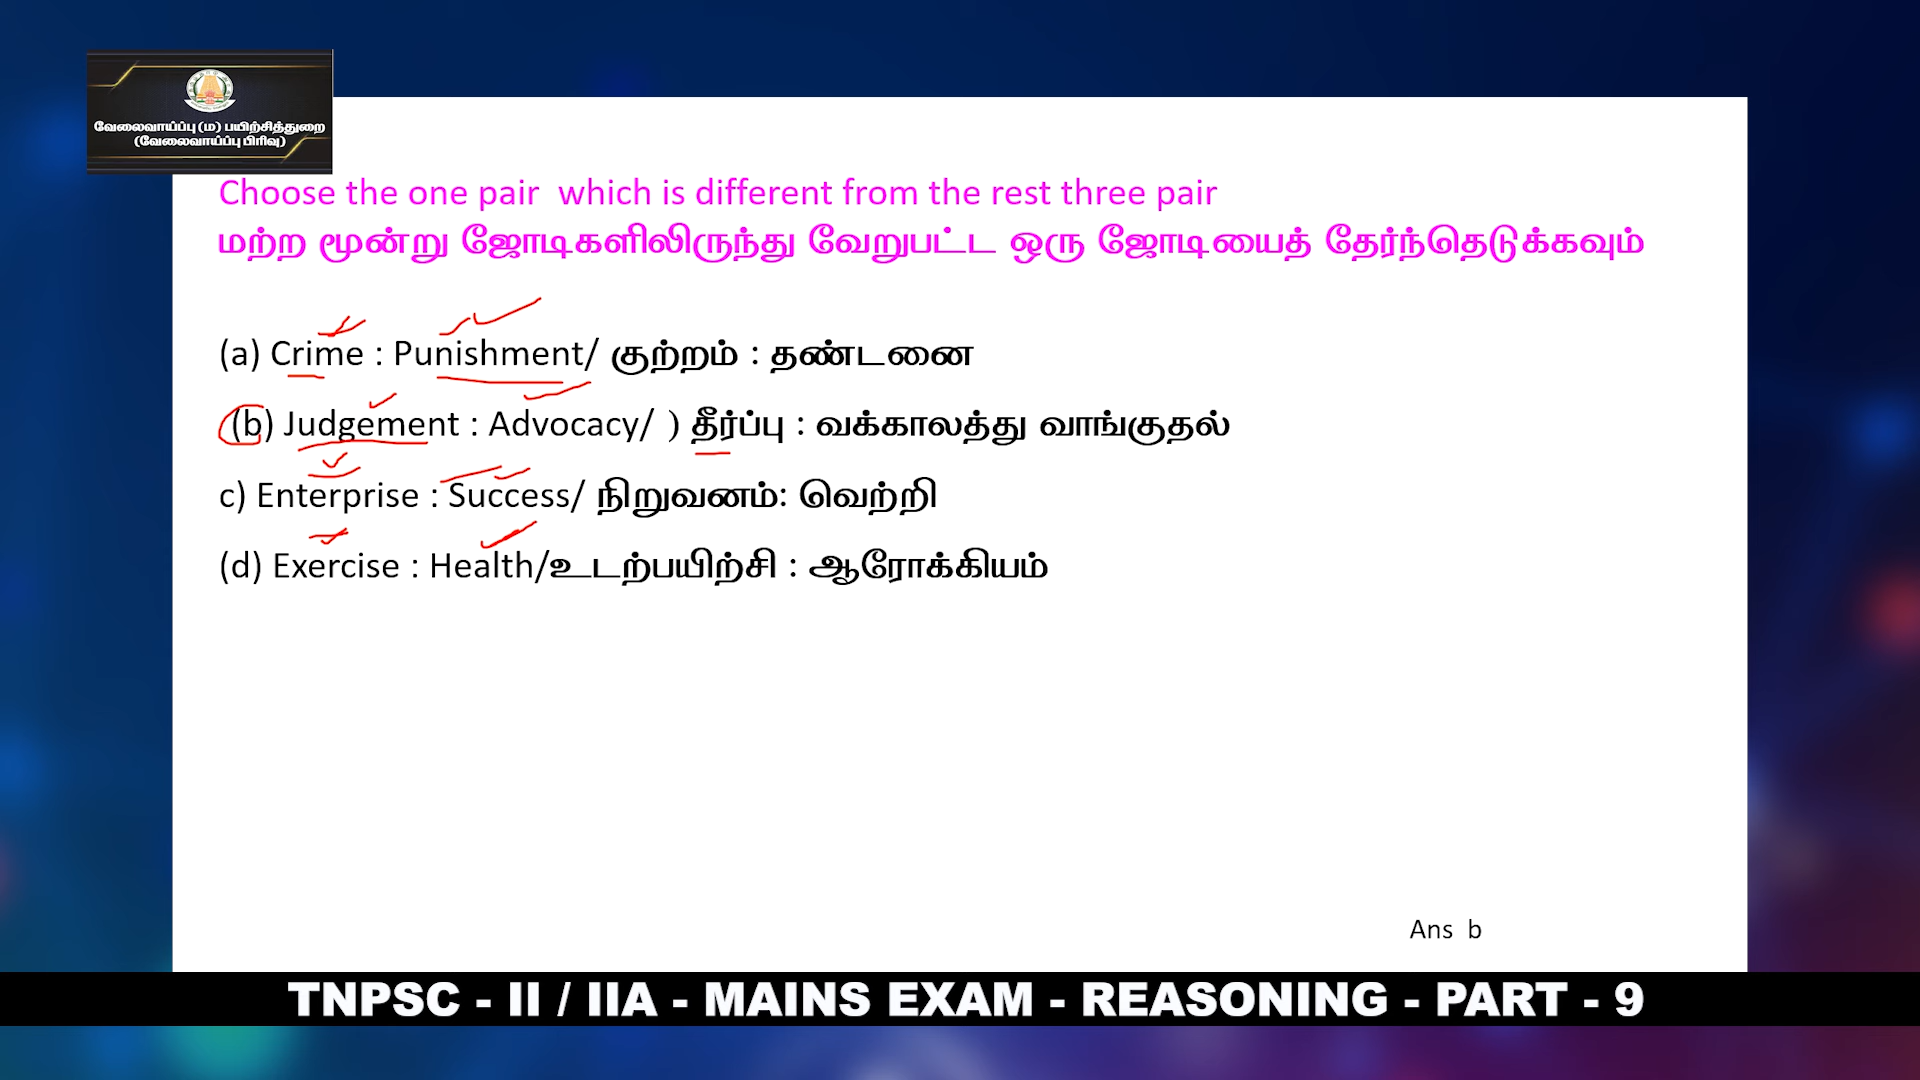 வேலைவாய்ப்பு (ம) பயிற்சித்துறை
(வேலைவாய்ப்பு பிரிவு)
Choose the one pair which is different from the rest three pair
மற்ற மூன்று ஜோடிகளிலிருந்து வேறுபட்ட ஒரு ஜோடியைத் தேர்ந்தெடுக்கவும்
(a) Crime : Punishment/ குற்றம் : தண்டனை
(b) Judgement : Advocacy/ ) தீர்ப்பு : வக்காலத்து வாங்குதல்
c) Enterprise : Success/ நிறுவனம்: வெற்றி
(d) Exercise : Health/உடற்பயிற்சி : ஆரோக்கியம்
Ans b
TNPSC - II / IIA - MAINS EXAM - REASONING - PART - 9